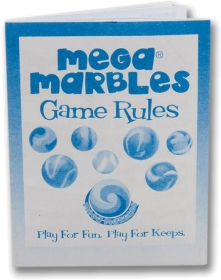 mega®
marbles
Game Rules
Play For Fun. Play For Keeps.